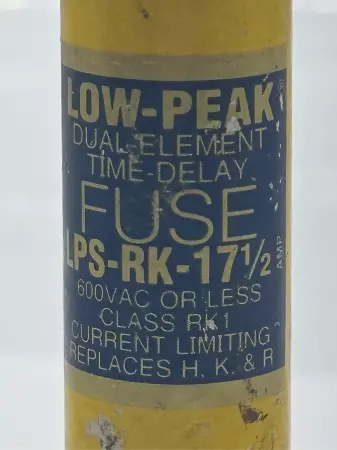 LOW-PEAK®
DUAL-ELEMENT
TIME-DELAY
FUSE
LPS-RK-17½ AMP
600VAC OR LESS
CLASS RK1
CURRENT LIMITING
REPLACES H, K & R